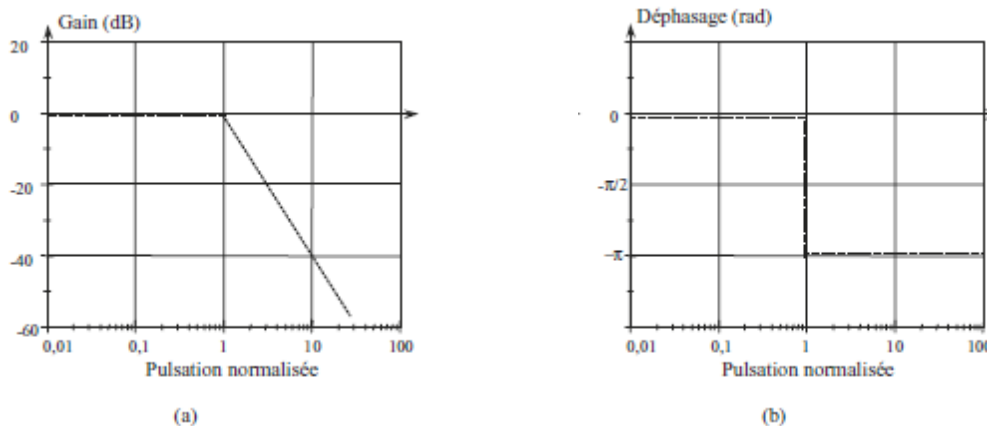 Gain (dB)
20
0
-20
-40
-60
0,01 0,1 1 10 100
Pulsation normalisée
(a)
Déphasage (rad)
0
-π/2
-π
0,01 0,1 1 10 100
Pulsation normalisée
(b)